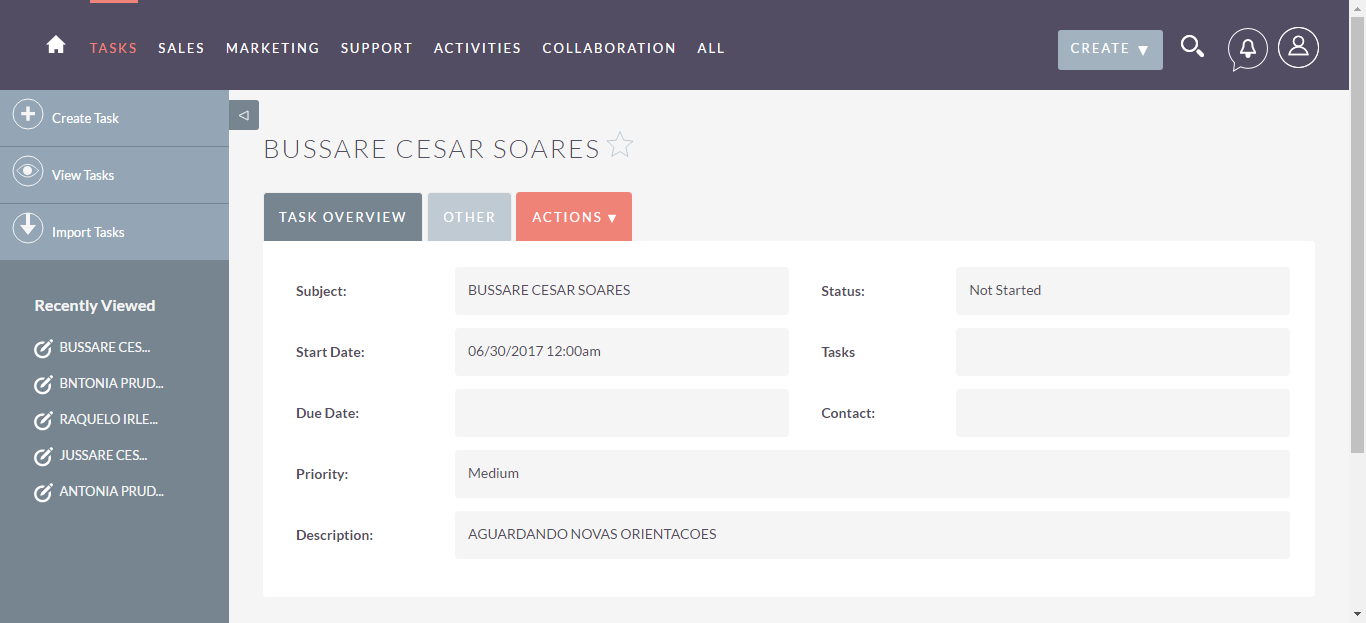 TASKS SALES MARKETING SUPPORT ACTIVITIES COLLABORATION ALL CREATE ▼
Create Task
View Tasks
Import Tasks
Recently Viewed
BUSSARE CES...
BNTONIA PRUD...
RAQUELO IRLE...
JUSSARE CES...
ANTONIA PRUD...
BUSSARE CESAR SOARES
TASK OVERVIEW OTHER ACTIONS ▼
Subject: BUSSARE CESAR SOARES Status: Not Started
Start Date: 06/30/2017 12:00am Tasks
Due Date: Contact:
Priority: Medium
Description: AGUARDANDO NOVAS ORIENTACOES